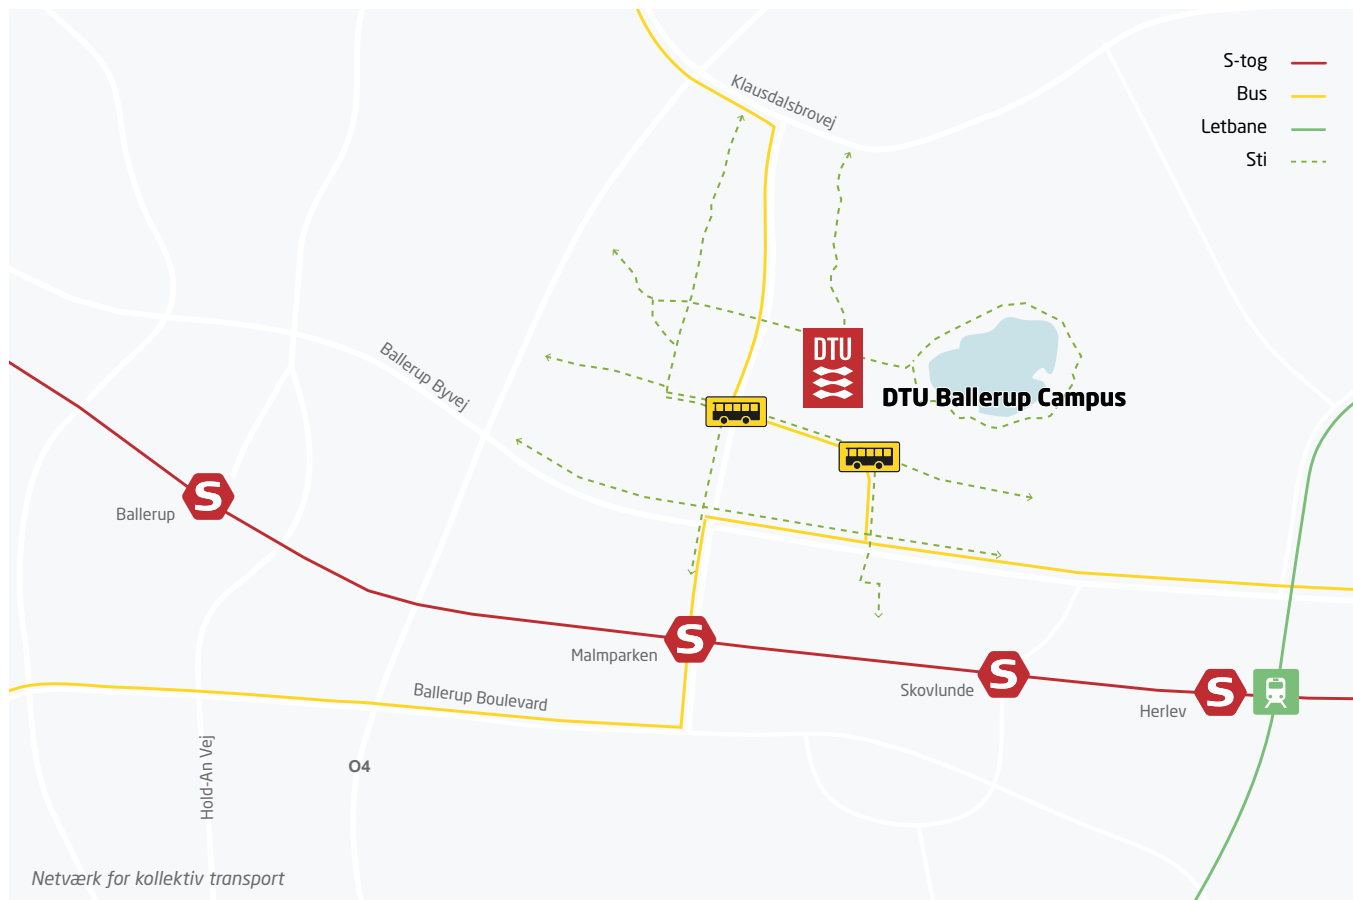 Klausdalsbrovej
S-tog
Bus
Letbane
Sti
DTU
DTU Ballerup Campus
Ballerup Byvej
S
Ballerup
S
Malmparken
S
Skovlunde
S
Herlev
Ballerup Boulevard
Hold-An Vej
O4
Netværk for kollektiv transport